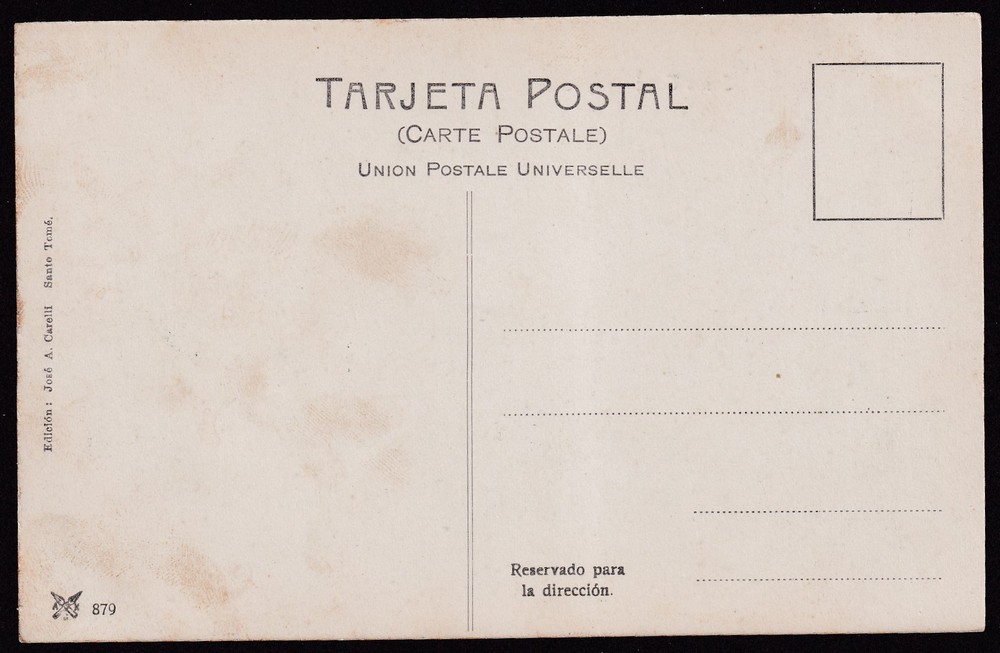 TARJETA POSTAL
(CARTE POSTALE)
UNION POSTALE UNIVERSELLE
Edición: José A. Carelli Santo Tomé.
Reservado para
la dirección.
879